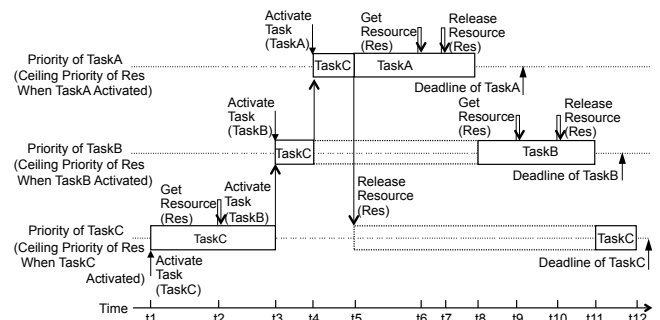 Activate
Task
(TaskA)
Get
Resource
(Res)
Release
Resource
(Res)
Priority of TaskA
(Ceiling Priority of Res
When TaskA Activated)
TaskC
TaskA
Deadline of TaskA
Activate
Task
(TaskB)
Get
Resource
(Res)
Release
Resource
(Res)
Priority of TaskB
(Ceiling Priority of Res
When TaskB Activated)
TaskC
TaskB
Deadline of TaskB
Get
Resource
(Res)
Activate
Task
(TaskB)
Release
Resource
(Res)
Priority of TaskC
(Ceiling Priority of Res
When TaskC
Activated)
TaskC
TaskC
Activate
Task
(TaskC)
Deadline of TaskC
Time
t1 t2 t3 t4 t5 t6 t7 t8 t9 t10 t11 t12